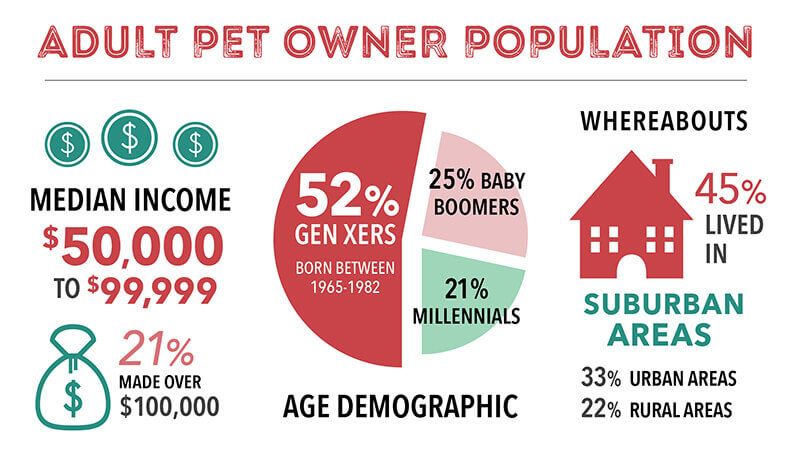 ADULT PET OWNER POPULATION
$ $ $
MEDIAN INCOME
$50,000
TO $99,999
$
21%
MADE OVER
$100,000
52%
GEN XERS
BORN BETWEEN
1965-1982
25% BABY
BOOMERS
21%
MILLENNIALS
AGE DEMOGRAPHIC
WHEREABOUTS
45%
LIVED
IN
SUBURBAN
AREAS
33% URBAN AREAS
22% RURAL AREAS